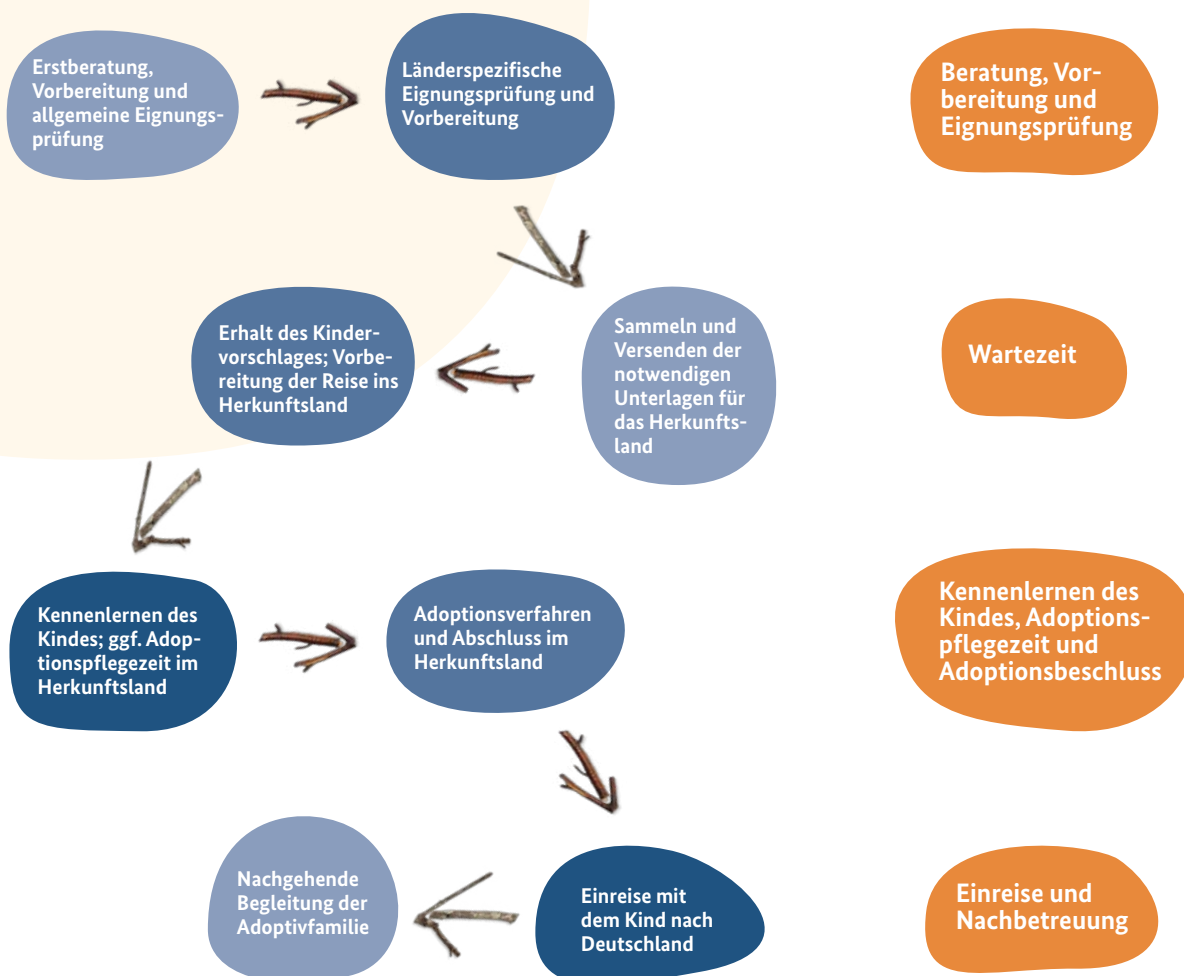 Erstberatung,
Vorbereitung und
allgemeine Eignungs-
prüfung
Länderspezifische
Eignungsprüfung und
Vorbereitung
Beratung, Vor-
bereitung und
Eignungsprüfung
Erhalt des Kinder-
vorschlages; Vorbe-
reitung der Reise ins
Herkunftsland
Sammeln und
Versenden der
notwendigen
Unterlagen für
das Herkunfts-
land
Wartezeit
Kennenlernen des
Kindes; ggf. Adop-
tionspflegezeit im
Herkunftsland
Adoptionsverfahren
und Abschluss im
Herkunftsland
Kennenlernen des
Kindes, Adoptions-
pflegezeit und
Adoptionsbeschluss
Nachgehende
Begleitung der
Adoptivfamilie
Einreise mit
dem Kind nach
Deutschland
Einreise und
Nachbetreuung